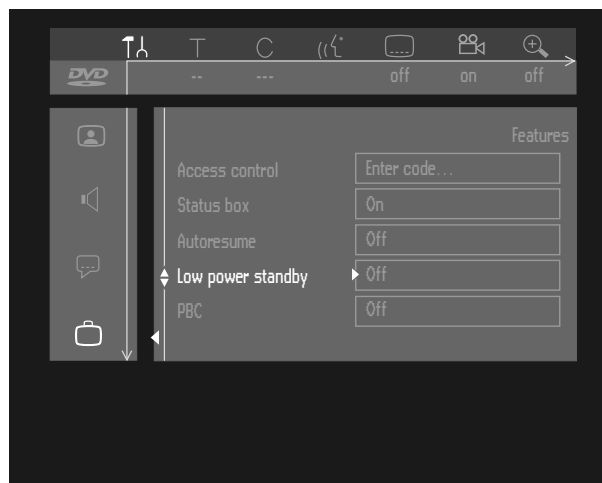 T C
DVD -- --- off on off
Features
Access control Enter code...
Status box On
Autoresume Off
Low power standby Off
PBC Off